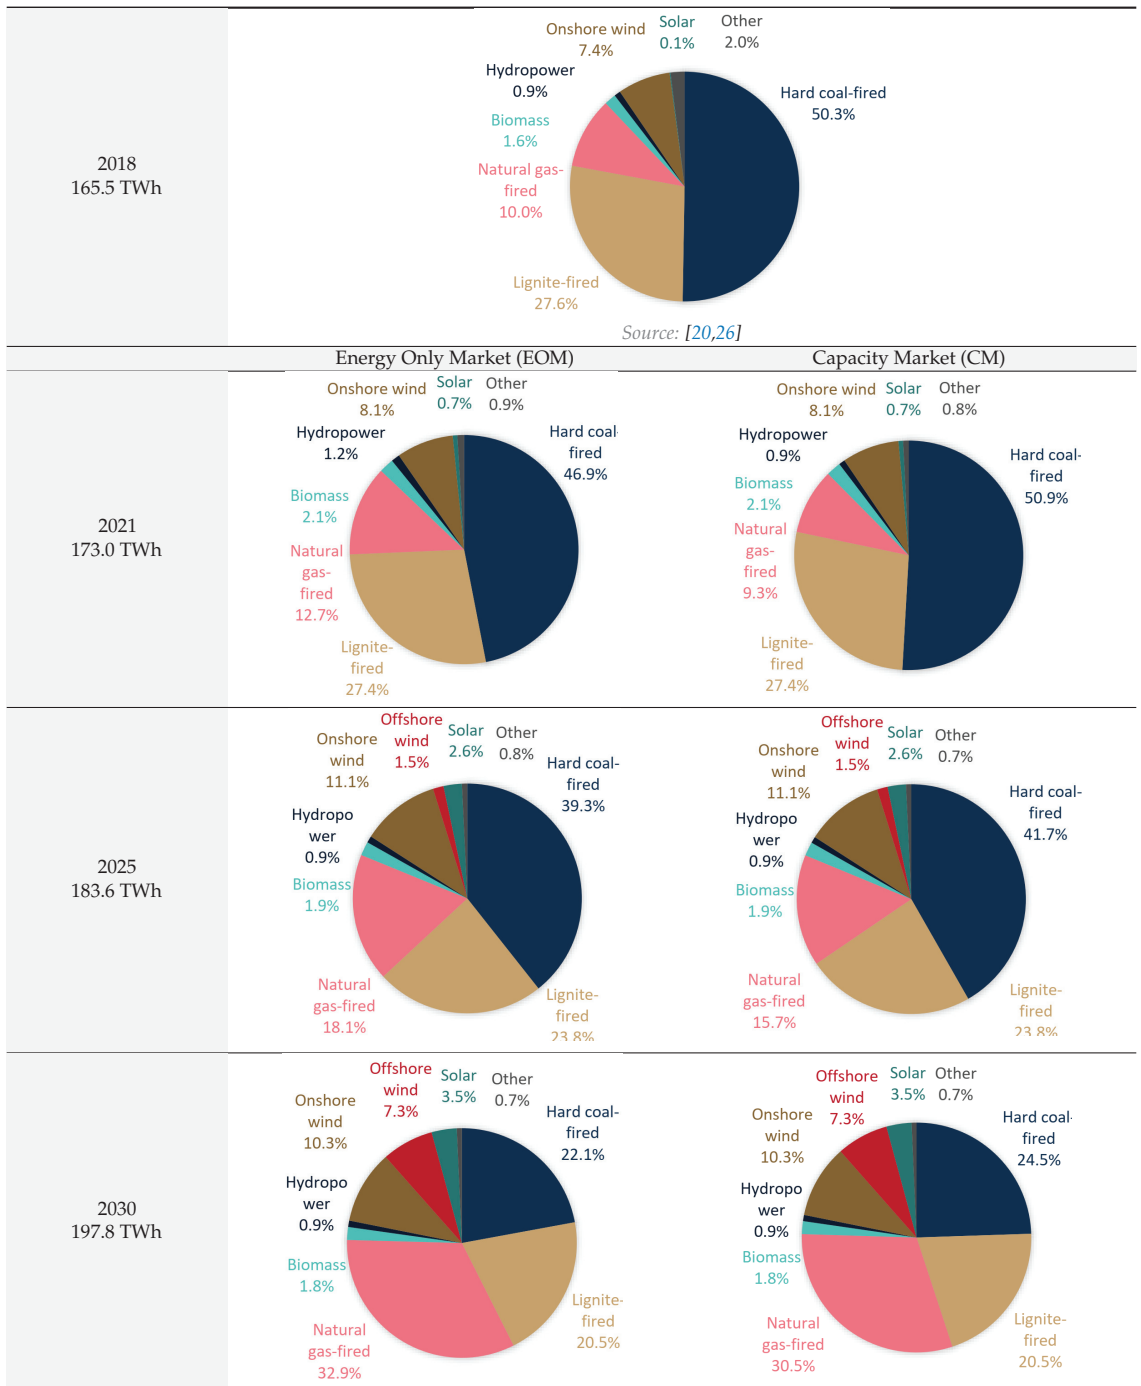 2018
165.5 TWh
Onshore wind
7.4%
Solar
0.1%
Other
2.0%
Hydropower
0.9%
Hard coal-fired
50.3%
Biomass
1.6%
Natural gas-
fired
10.0%
Lignite-fired
27.6%
Source: [20,26]
Energy Only Market (EOM)
Capacity Market (CM)
2021
173.0 TWh
Onshore wind
8.1%
Solar
0.7%
Other
0.9%
Hydropower
1.2%
Hard coal
fired
46.9%
Biomass
2.1%
Natural
gas-
fired
12.7%
Lignite-
fired
27.4%
Onshore wind
8.1%
Solar
0.7%
Other
0.8%
Hydropower
0.9%
Hard coal-
fired
50.9%
Biomass
2.1%
Natural
gas-
fired
9.3%
Lignite-
fired
27.4%
2025
183.6 TWh
Offshore
wind
1.5%
Solar
2.6%
Other
0.8%
Onshore
wind
11.1%
Hard coal-
fired
39.3%
Hydropo
wer
0.9%
Biomass
1.9%
Natural
gas-fired
18.1%
Lignite-
fired
23.8%
Offshore
wind
1.5%
Solar
2.6%
Other
0.7%
Onshore
wind
11.1%
Hard coal-
fired
41.7%
Hydropo
wer
0.9%
Biomass
1.9%
Natural
gas-fired
15.7%
Lignite-
fired
23.8%
2030
197.8 TWh
Offshore
wind
7.3%
Solar
3.5%
Other
0.7%
Onshore
wind
10.3%
Hard coal-
fired
22.1%
Hydropo
wer
0.9%
Biomass
1.8%
Natural
gas-fired
32.9%
Lignite-
fired
20.5%
Offshore
wind
7.3%
Solar
3.5%
Other
0.7%
Onshore
wind
10.3%
Hard coal-
fired
24.5%
Hydropo
wer
0.9%
Biomass
1.8%
Natural
gas-fired
30.5%
Lignite-
fired
20.5%